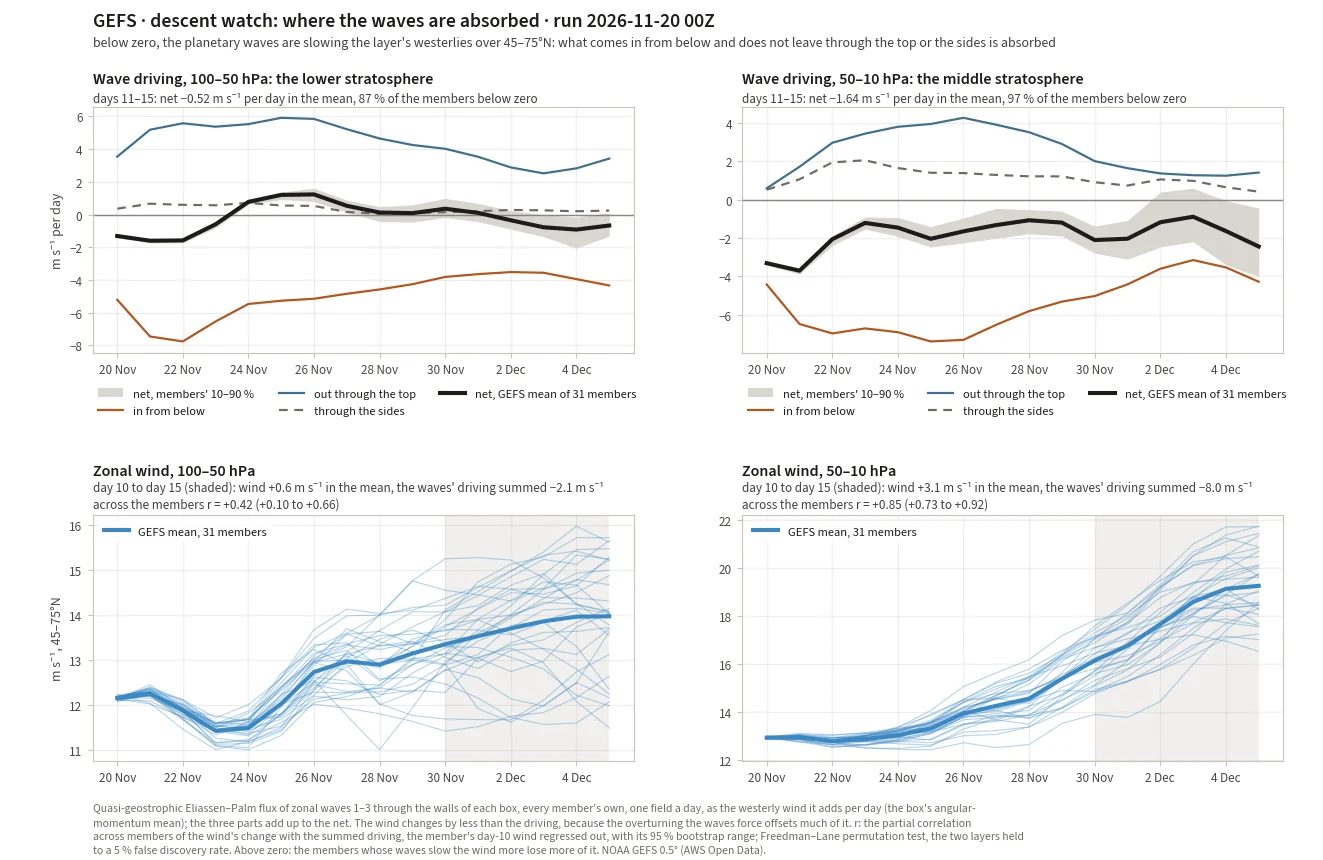 GEFS · descent watch: where the waves are absorbed · run 2026-11-20 00Z
below zero, the planetary waves are slowing the layer's westerlies over 45–75°N: what comes in from below and does not leave through the top or the sides is absorbed
Wave driving, 100–50 hPa: the lower stratosphere
days 11–15: net −0.52 m s⁻¹ per day in the mean, 87 % of the members below zero
6
4
2
0
−2
−4
−6
−8
m s⁻¹ per day
20 Nov 22 Nov 24 Nov 26 Nov 28 Nov 30 Nov 2 Dec 4 Dec
net, members' 10–90 % out through the top net, GEFS mean of 31 members
in from below through the sides
Wave driving, 50–10 hPa: the middle stratosphere
days 11–15: net −1.64 m s⁻¹ per day in the mean, 97 % of the members below zero
4
2
0
−2
−4
−6
20 Nov 22 Nov 24 Nov 26 Nov 28 Nov 30 Nov 2 Dec 4 Dec
net, members' 10–90 % out through the top net, GEFS mean of 31 members
in from below through the sides
Zonal wind, 100–50 hPa
day 10 to day 15 (shaded): wind +0.6 m s⁻¹ in the mean, the waves' driving summed −2.1 m s⁻¹
across the members r = +0.42 (+0.10 to +0.66)
GEFS mean, 31 members
16
15
14
13
12
11
m s⁻¹, 45–75°N
20 Nov 22 Nov 24 Nov 26 Nov 28 Nov 30 Nov 2 Dec 4 Dec
Zonal wind, 50–10 hPa
day 10 to day 15 (shaded): wind +3.1 m s⁻¹ in the mean, the waves' driving summed −8.0 m s⁻¹
across the members r = +0.85 (+0.73 to +0.92)
GEFS mean, 31 members
22
20
18
16
14
12
20 Nov 22 Nov 24 Nov 26 Nov 28 Nov 30 Nov 2 Dec 4 Dec
Quasi-geostrophic Eliassen–Palm flux of zonal waves 1–3 through the walls of each box, every member's own, one field a day, as the westerly wind it adds per day (the box's angular-
momentum mean); the three parts add up to the net. The wind changes by less than the driving, because the overturning the waves force offsets much of it. r: the partial correlation
across members of the wind's change with the summed driving, the member's day-10 wind regressed out, with its 95 % bootstrap range; Freedman–Lane permutation test, the two layers held
to a 5 % false discovery rate. Above zero: the members whose waves slow the wind more lose more of it. NOAA GEFS 0.5° (AWS Open Data).